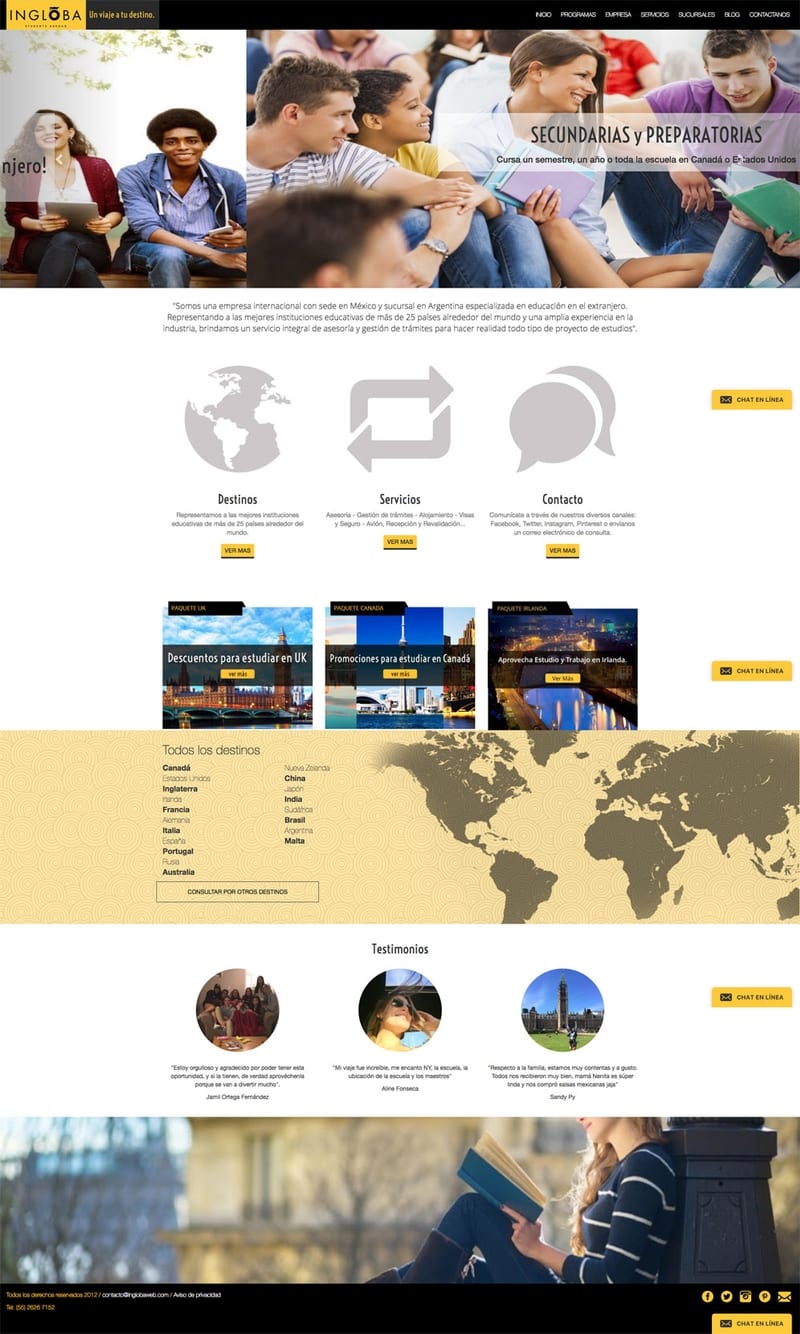 INGLŌBA
STUDENTS ABROAD
Un viaje a tu destino.
INICIO PROGRAMAS EMPRESA SERVICIOS SUCURSALES BLOG CONTACTANOS
njero!
SECUNDARIAS y PREPARATORIAS
Cursa un semestre, un año o toda la escuela en Canadá o Estados Unidos
"Somos una empresa internacional con sede en México y sucursal en Argentina especializada en educación en el extranjero.
Representando a las mejores instituciones educativas de más de 25 países alrededor del mundo y una amplia experiencia en la
industria, brindamos un servicio integral de asesoría y gestión de trámites para hacer realidad todo tipo de proyecto de estudios".
CHAT EN LÍNEA
Destinos
Representamos a las mejores instituciones
educativas de más de 25 países alrededor del
mundo.
VER MAS
Servicios
Asesoria - Gestión de trámites - Alojamiento - Visas
y Seguro - Avión, Recepción y Revalidación...
VER MAS
Contacto
Comunícate a través de nuestros diversos canales:
Facebook, Twitter, Instagram, Pinterest o envianos
un correo electrónico de consulta.
VER MAS
PAQUETE UK
Descuentos para estudiar en UK
ver más
PAQUETE CANADA
Promociones para estudiar en Canadá
ver más
PAQUETE IRLANDA
Aprovecha Estudio y Trabajo en Irlanda.
Ver Más
CHAT EN LÍNEA
Todos los destinos
Canadá
Estados Unidos
Inglaterra
Irlanda
Francia
Alemania
Italia
España
Portugal
Rusia
Australia
Nueva Zelanda
China
Japón
India
Sudáfrica
Brasil
Argentina
Malta
CONSULTAR POR OTROS DESTINOS
Testimonios
"Estoy orgulloso y agradecido por poder tener esta
oportunidad, y si la tienen, de verdad aprovéchenla
porque se van a divertir mucho".
Jamil Ortega Fernández
"Mi viaje fue increíble, me encanto NY, la escuela, la
ubicación de la escuela y los maestros"
Aline Fonseca
"Respecto a la familia, estamos muy contentas y a gusto.
Todos nos recibieron muy bien, mamá Nenita es súper
linda y nos compró salsas mexicanas jaja"
Sandy Py
CHAT EN LÍNEA
Todos los derechos reservados 2012 / contacto@inglobaweb.com / Aviso de privacidad
Tel: (55) 2626 7152
CHAT EN LÍNEA